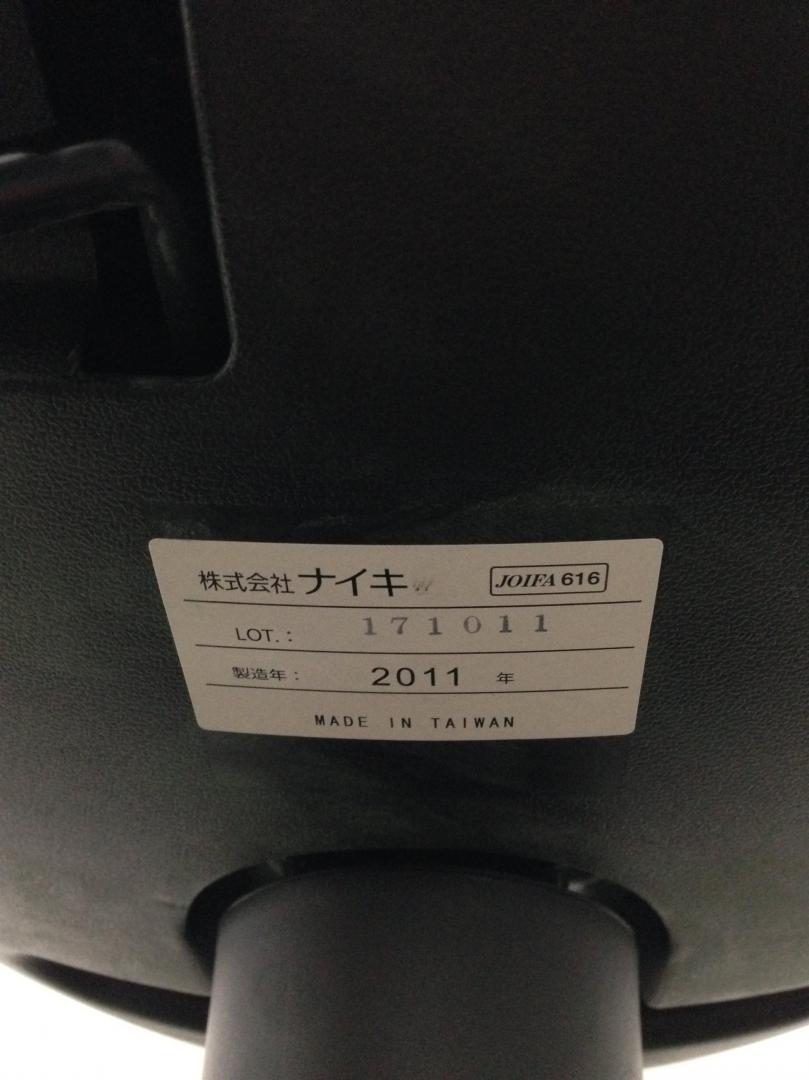 株式会社ナイキ JOIFA 616
LOT.: 171011
製造年: 2011 年
MADE IN TAIWAN